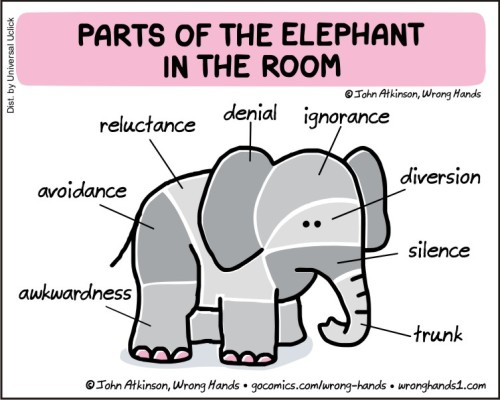 PARTS OF THE ELEPHANT
IN THE ROOM
Dist. by Universal Uclick
© John Atkinson, Wrong Hands
denial
ignorance
reluctance
diversion
avoidance
silence
awkwardness
trunk
© John Atkinson, Wrong Hands • gocomics.com/wrong-hands • wronghands1.com